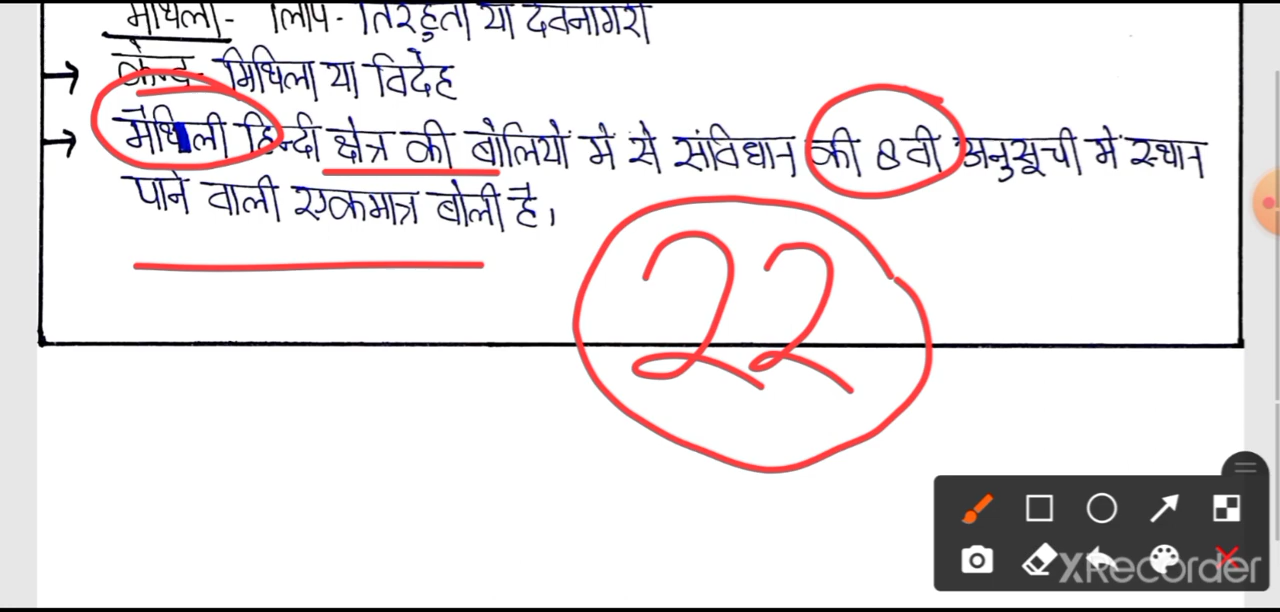 मैथिली- लिपि- तिरहुता या देवनागरी
→ केन्द्र- मिथिला या विदेह
→ मैथिली हिन्दी क्षेत्र की बोलियो मे से संविधान की 8वी अनुसूची में स्थान
पाने वाली एकमात्र बोली है।
22
XRecorder